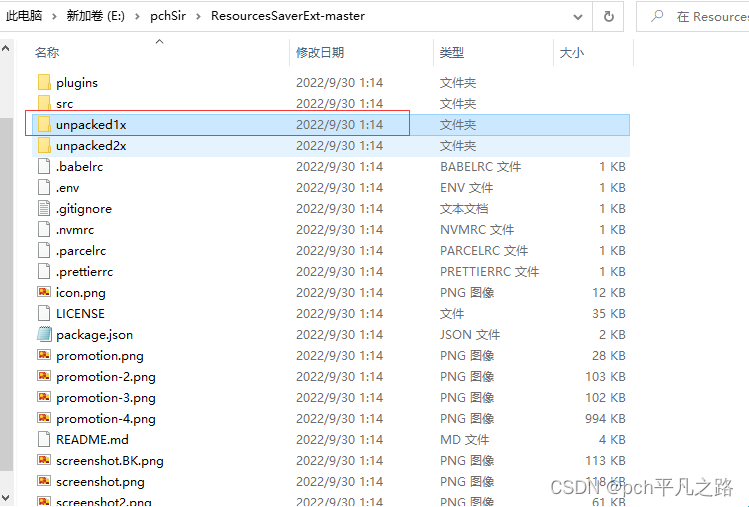 此电脑 > 新加卷 (E:) > pchSir > ResourcesSaverExt-master 在 Resources
名称 修改日期 类型 大小
plugins 2022/9/30 1:14 文件夹
src 2022/9/30 1:14 文件夹
unpacked1x 2022/9/30 1:14 文件夹
unpacked2x 2022/9/30 1:14 文件夹
.babelrc 2022/9/30 1:14 BABELRC 文件 1 KB
.env 2022/9/30 1:14 ENV 文件 1 KB
.gitignore 2022/9/30 1:14 文本文档 1 KB
.nvmrc 2022/9/30 1:14 NVMRC 文件 1 KB
.parcelrc 2022/9/30 1:14 PARCELRC 文件 1 KB
.prettierrc 2022/9/30 1:14 PRETTIERRC 文件 1 KB
icon.png 2022/9/30 1:14 PNG 图像 12 KB
LICENSE 2022/9/30 1:14 文件 35 KB
package.json 2022/9/30 1:14 JSON 文件 2 KB
promotion.png 2022/9/30 1:14 PNG 图像 28 KB
promotion-2.png 2022/9/30 1:14 PNG 图像 103 KB
promotion-3.png 2022/9/30 1:14 PNG 图像 102 KB
promotion-4.png 2022/9/30 1:14 PNG 图像 994 KB
README.md 2022/9/30 1:14 MD 文件 4 KB
screenshot.BK.png 2022/9/30 1:14 PNG 图像 113 KB
screenshot.png 2022/9/30 1:14 PNG 图像 118 KB
screenshot2.png 2022/9/30 1:14 PNG 图像 61 KB
CSDN @pch平凡之路